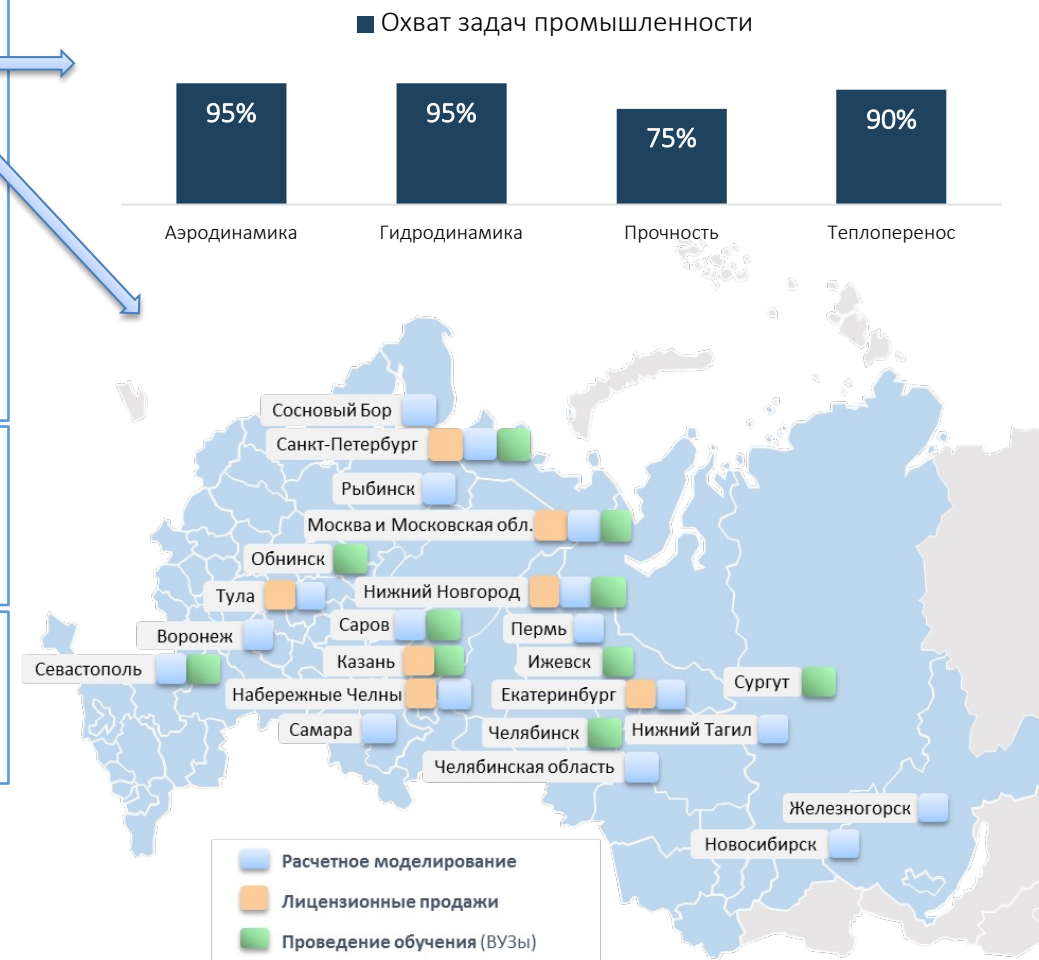 Охват задач промышленности
95%
95%
75%
90%
Аэродинамика
Гидродинамика
Прочность
Теплоперенос
Сосновый Бор
Санкт-Петербург
Рыбинск
Москва и Московская обл.
Обнинск
Тула
Нижний Новгород
Воронеж
Саров
Пермь
Севастополь
Казань
Ижевск
Сургут
Набережные Челны
Екатеринбург
Самара
Челябинск
Нижний Тагил
Челябинская область
Железногорск
Новосибирск
Расчетное моделирование
Лицензионные продажи
Проведение обучения (ВУЗы)